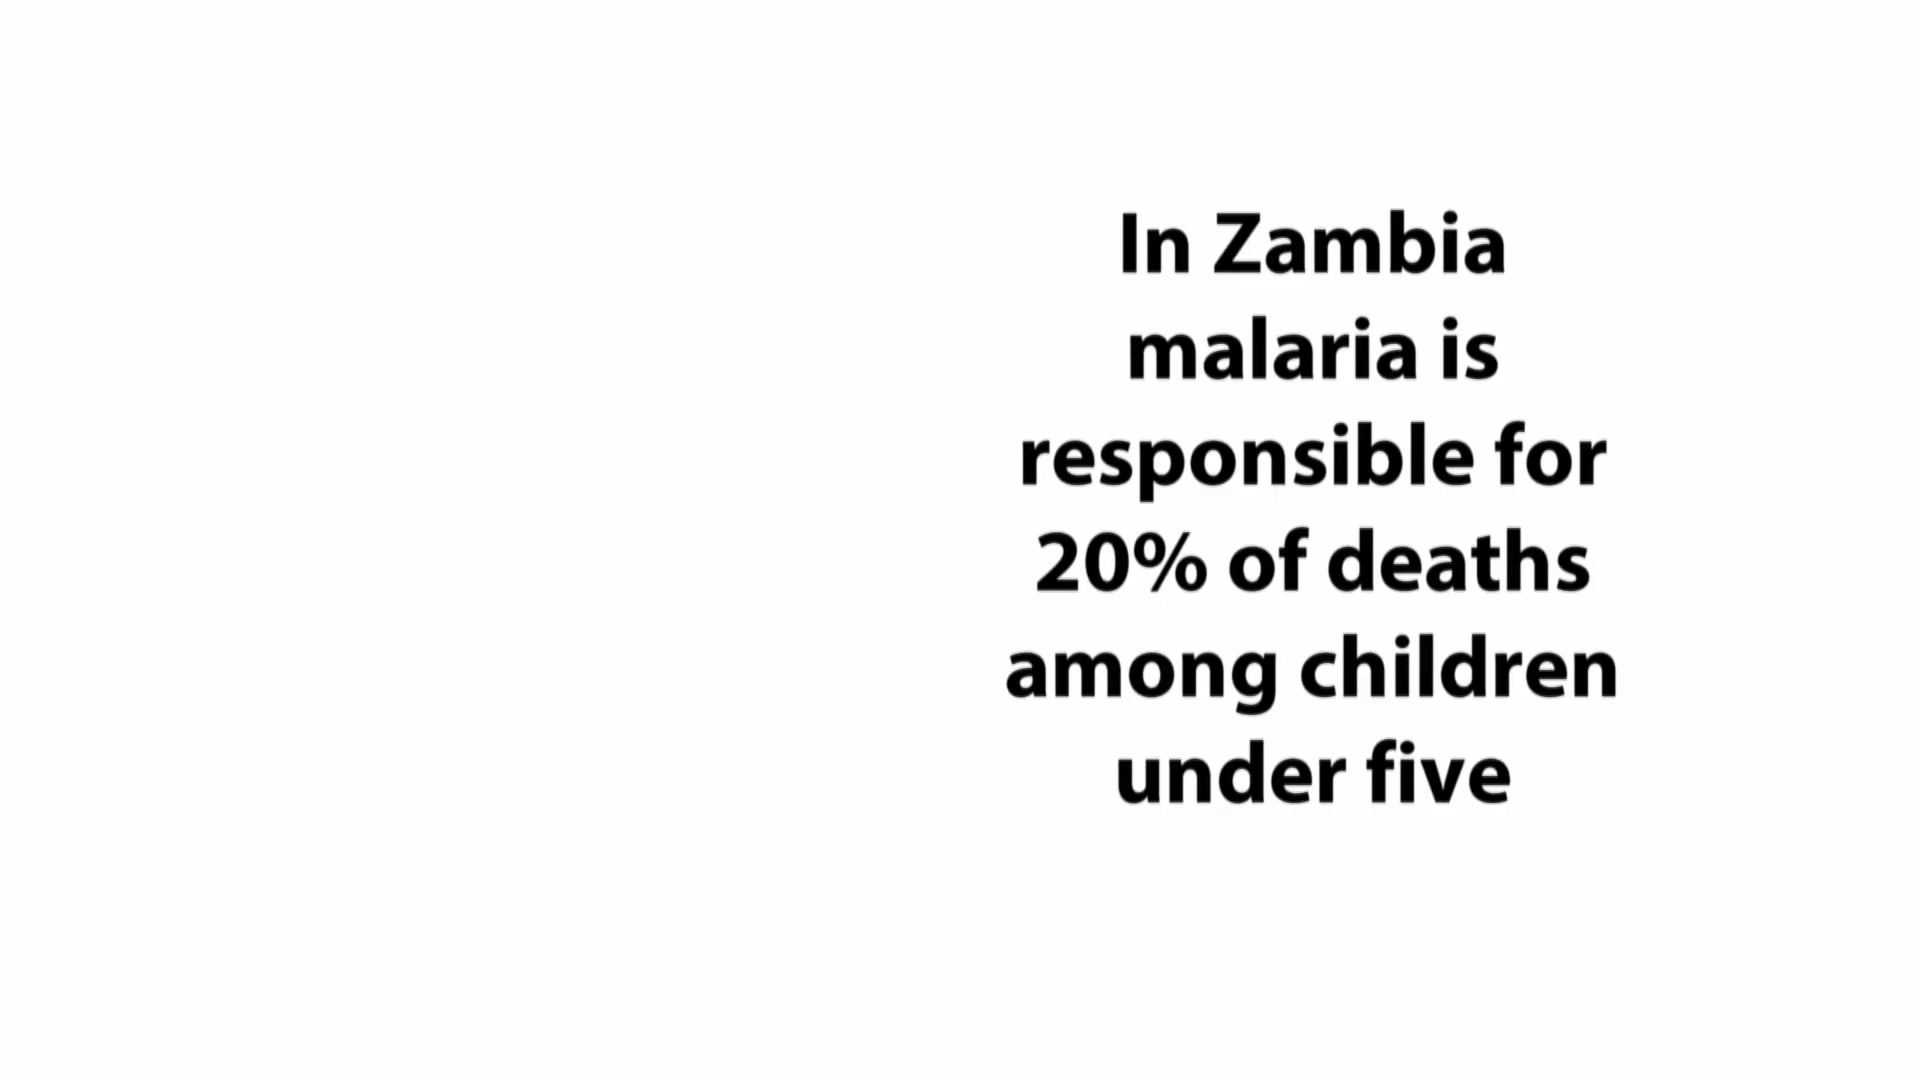 In Zambia
malaria is
responsible for
20% of deaths
among children
under five